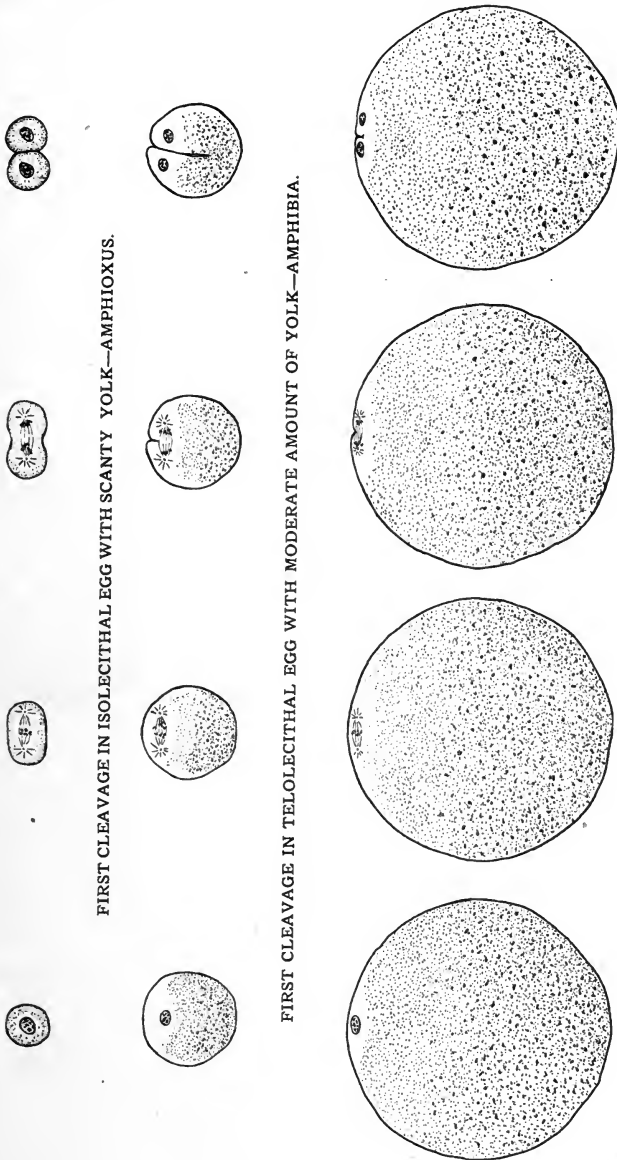 FIRST CLEAVAGE IN ISOLECITHAL EGG WITH SCANTY YOLK—AMPHIOXUS.
FIRST CLEAVAGE IN TELOLECITHAL EGG WITH MODERATE AMOUNT OF YOLK—AMPHIBIA.